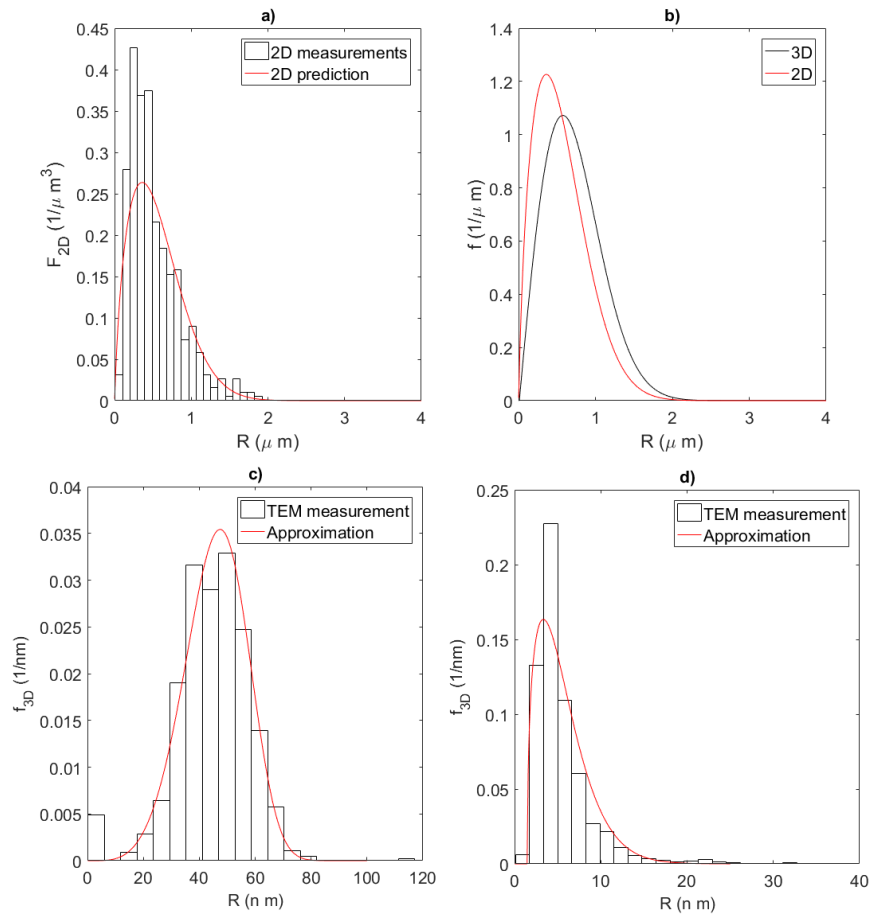 a)
0.45
0.4
0.35
0.3
0.25
0.2
0.15
0.1
0.05
0
0 1 2 3 4
F2D (1/μ m3)
R (μ m)
2D measurements
2D prediction
b)
1.4
1.2
1
0.8
0.6
0.4
0.2
0
0 1 2 3 4
f (1/μ m)
R (μ m)
3D
2D
c)
0.04
0.035
0.03
0.025
0.02
0.015
0.01
0.005
0
0 20 40 60 80 100 120
f3D (1/nm)
R (n m)
TEM measurement
Approximation
d)
0.25
0.2
0.15
0.1
0.05
0
0 10 20 30 40
f3D (1/nm)
R (n m)
TEM measurement
Approximation